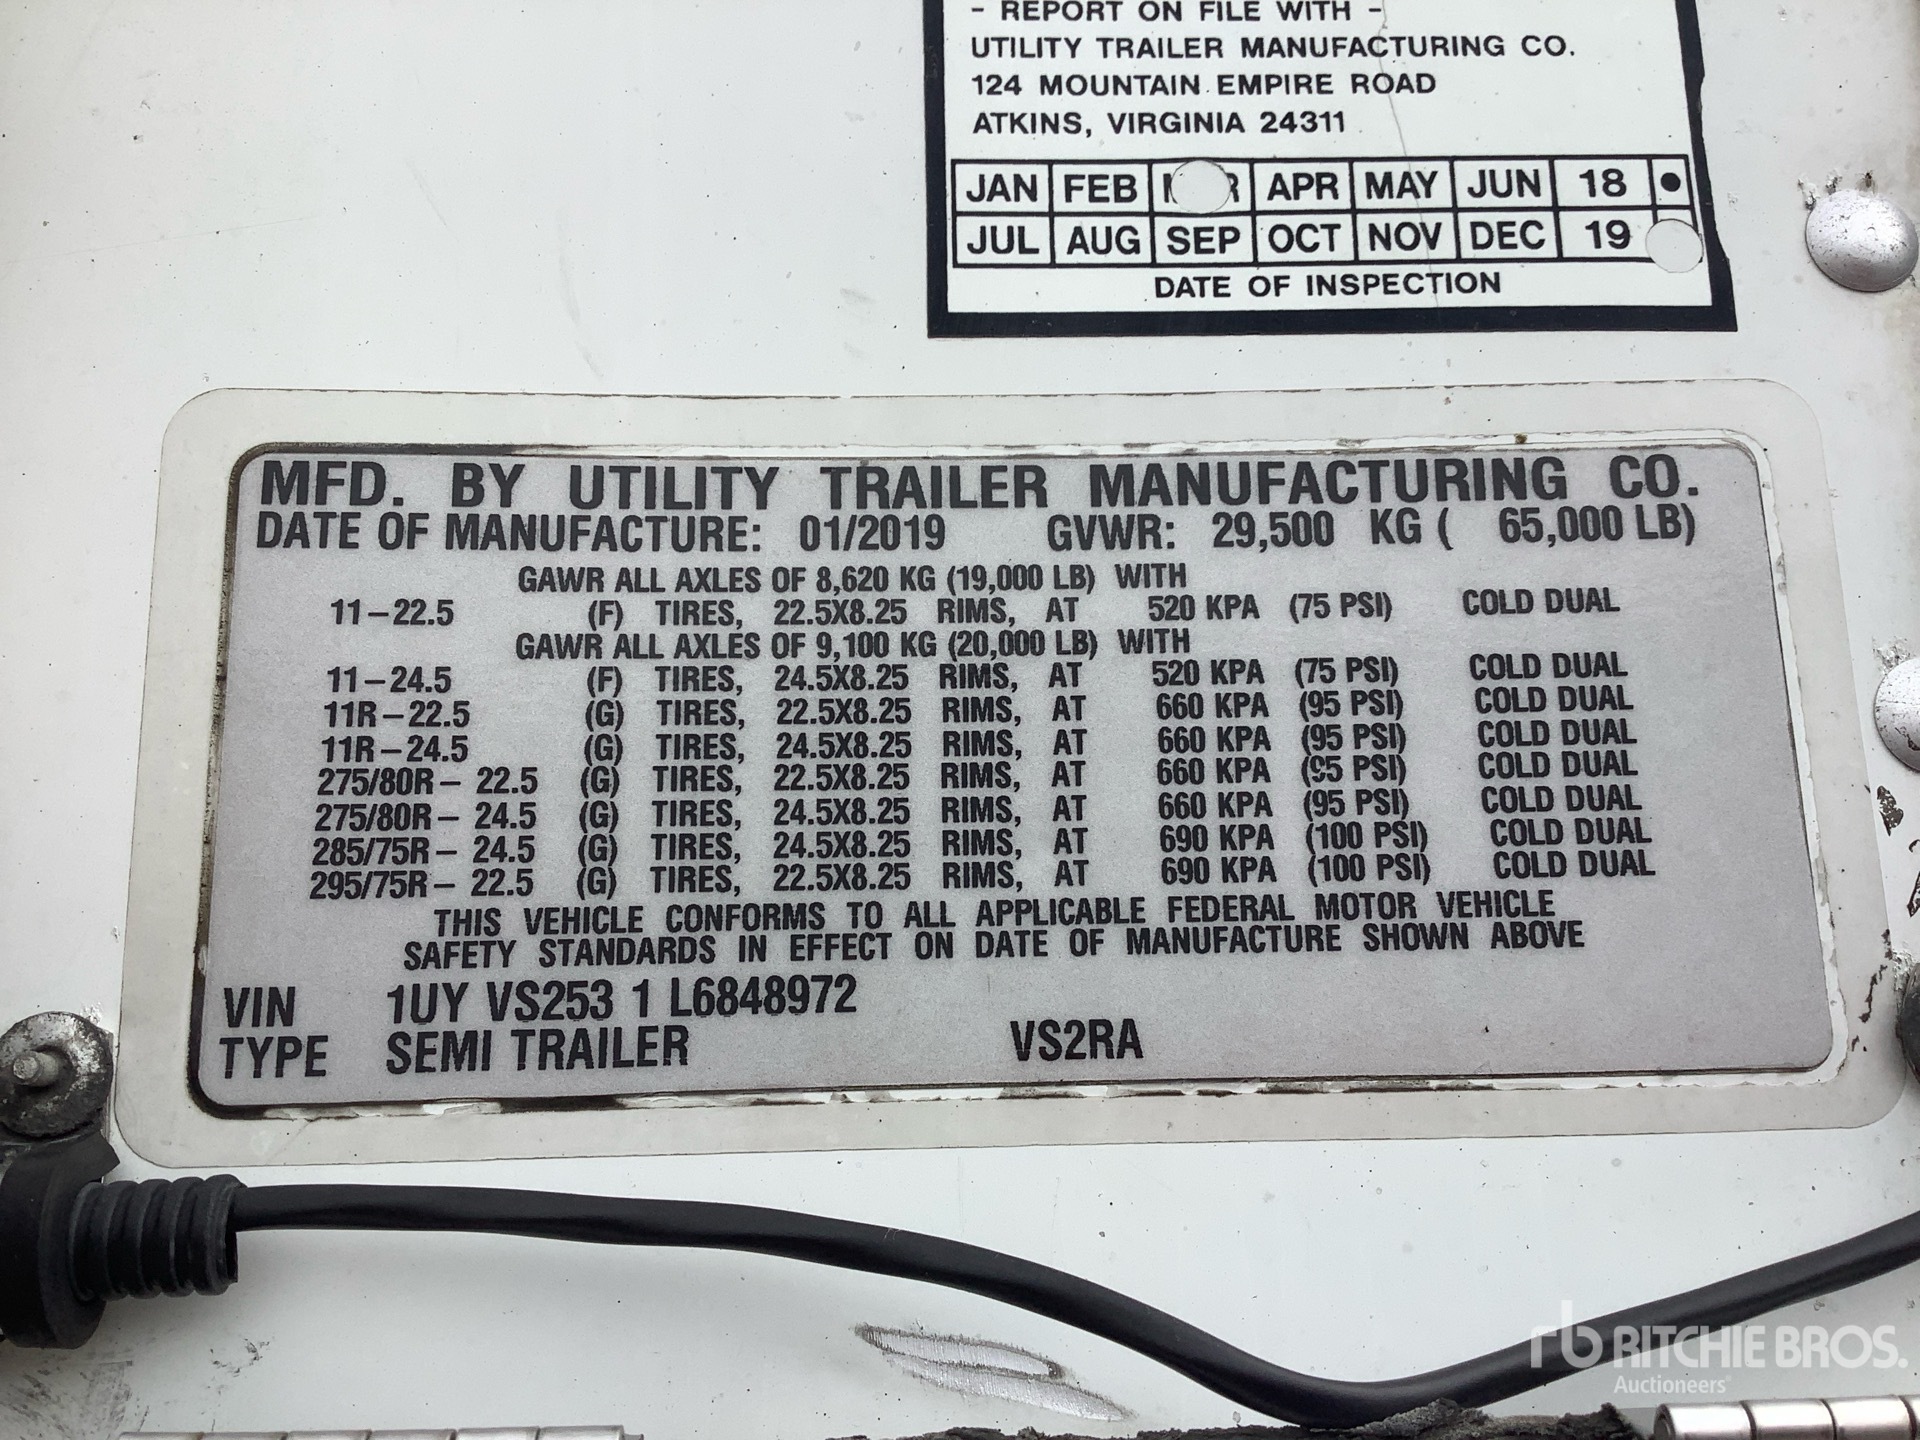 - REPORT ON FILE WITH -
UTILITY TRAILER MANUFACTURING CO.
124 MOUNTAIN EMPIRE ROAD
ATKINS, VIRGINIA 24311
JAN FEB APR MAY JUN 18
JUL AUG SEP OCT NOV DEC 19
DATE OF INSPECTION
MFD. BY UTILITY TRAILER MANUFACTURING CO.
DATE OF MANUFACTURE: 01/2019 GVWR: 29,500 KG ( 65,000 LB)
GAWR ALL AXLES OF 8,620 KG (19,000 LB) WITH
11-22.5 (F) TIRES, 22.5X8.25 RIMS, AT 520 KPA (75 PSI) COLD DUAL
GAWR ALL AXLES OF 9,100 KG (20,000 LB) WITH
11-24.5 (F) TIRES, 24.5X8.25 RIMS, AT 520 KPA (75 PSI) COLD DUAL
11R-22.5 (G) TIRES, 22.5X8.25 RIMS, AT 660 KPA (95 PSI) COLD DUAL
11R-24.5 (G) TIRES, 24.5X8.25 RIMS, AT 660 KPA (95 PSI) COLD DUAL
275/80R- 22.5 (G) TIRES, 22.5X8.25 RIMS, AT 660 KPA (95 PSI) COLD DUAL
275/80R- 24.5 (G) TIRES, 24.5X8.25 RIMS, AT 660 KPA (95 PSI) COLD DUAL
285/75R- 24.5 (G) TIRES, 24.5X8.25 RIMS, AT 690 KPA (100 PSI) COLD DUAL
295/75R- 22.5 (G) TIRES, 22.5X8.25 RIMS, AT 690 KPA (100 PSI) COLD DUAL
THIS VEHICLE CONFORMS TO ALL APPLICABLE FEDERAL MOTOR VEHICLE
SAFETY STANDARDS IN EFFECT ON DATE OF MANUFACTURE SHOWN ABOVE
VIN 1UY VS253 1 L6848972
TYPE SEMI TRAILER VS2RA
rb RITCHIE BROS.
Auctioneers